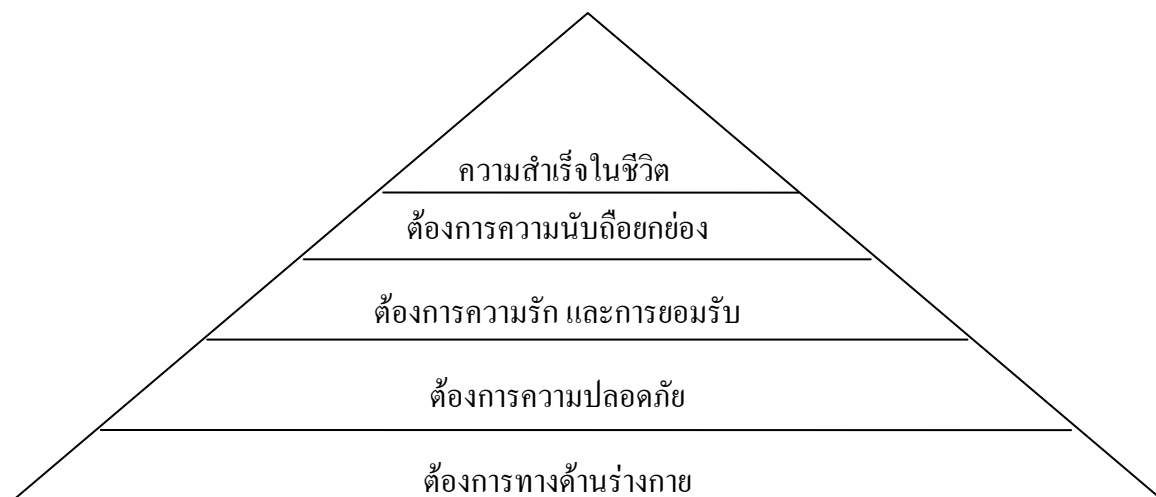 ความสำเร็จในชีวิต
ต้องการความนับถือยกย่อง
ต้องการความรัก และการยอมรับ
ต้องการความปลอดภัย
ต้องการทางด้านร่างกาย